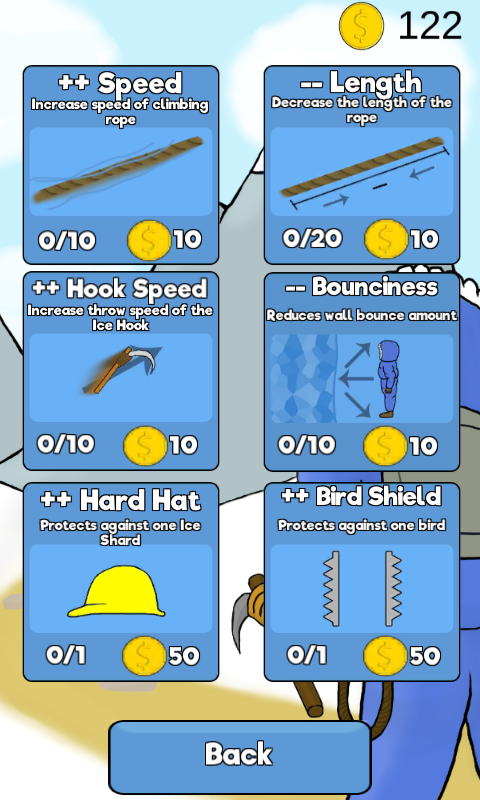 122
++ Speed
Increase speed of climbing
rope
0/10 $ 10
-- Length
Decrease the length of the
rope
0/20 $ 10
++ Hook Speed
Increase throw speed of the
Ice Hook
0/10 $ 10
-- Bounciness
Reduces wall bounce amount
0/10 $ 10
++ Hard Hat
Protects against one Ice
Shard
0/1 $ 50
++ Bird Shield
Protects against one bird
0/1 $ 50
Back